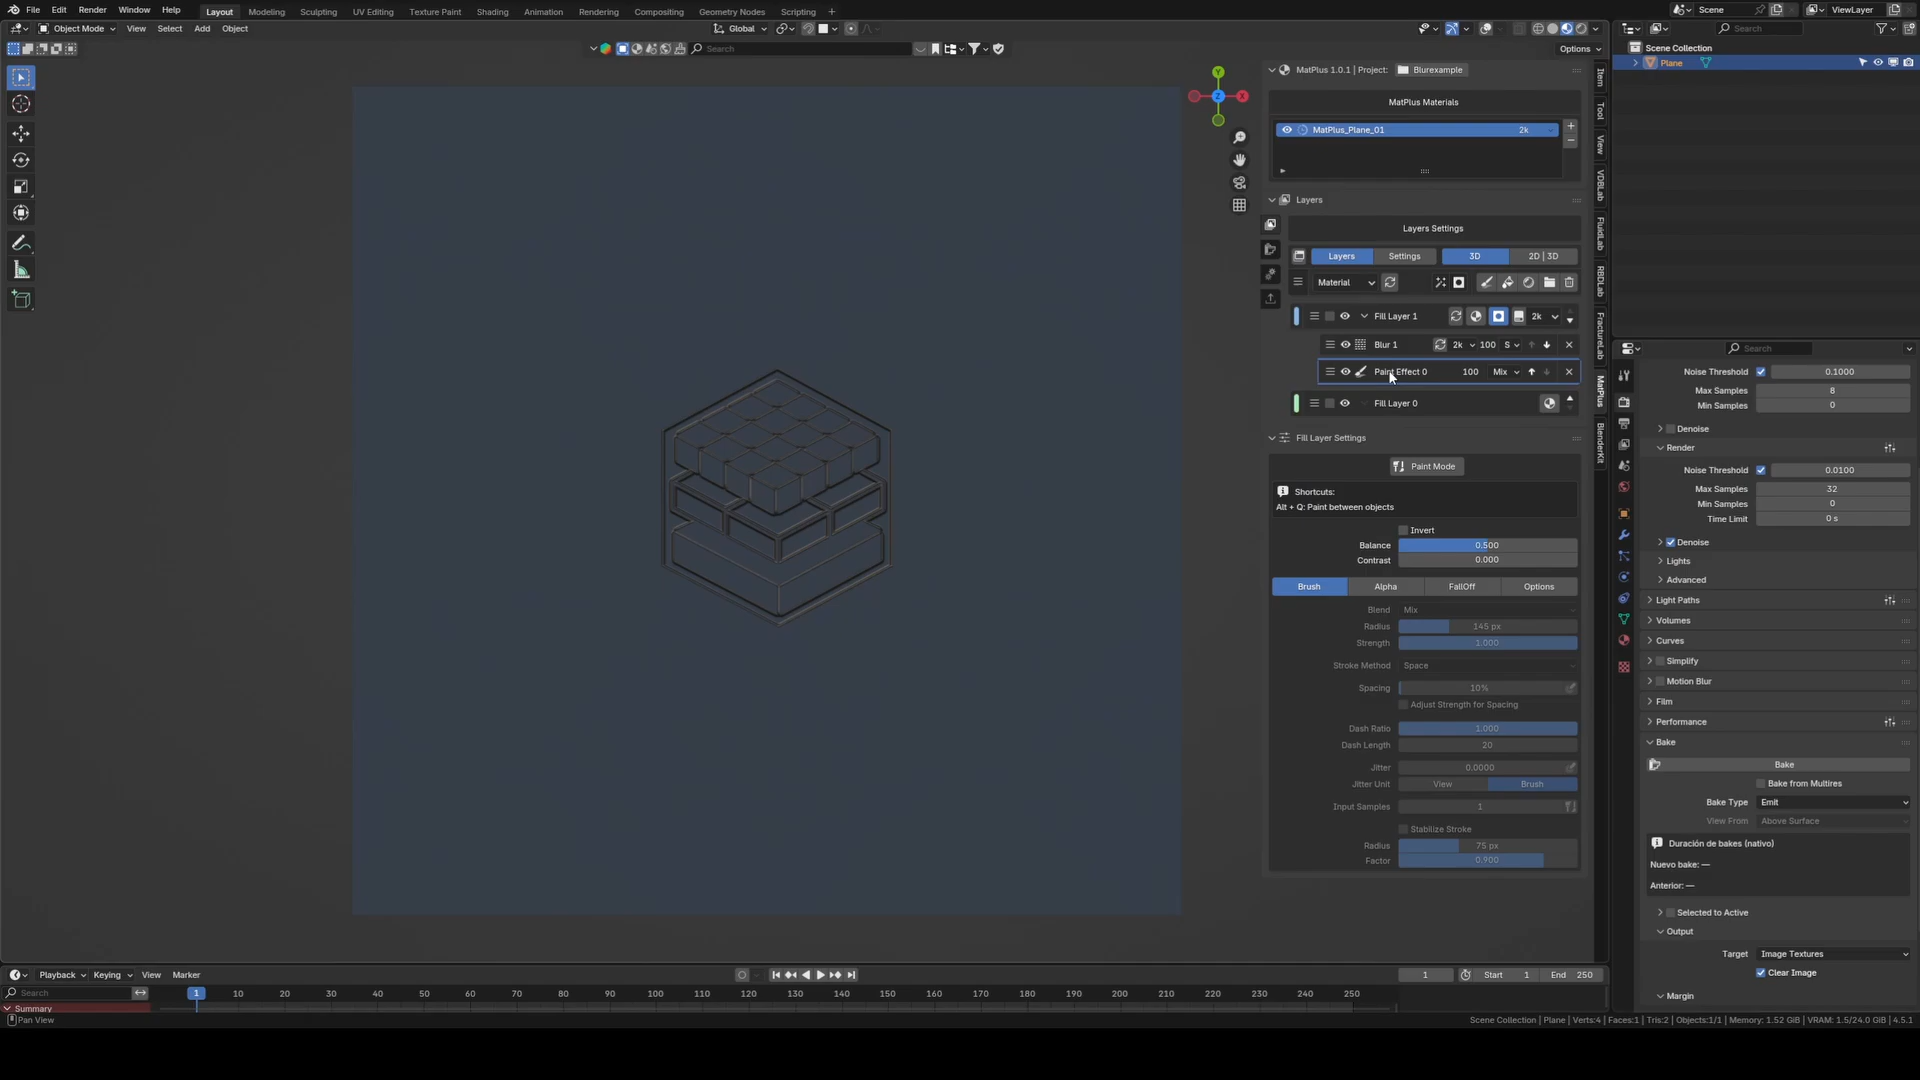 File Edit Render Window Help Layout Modeling Sculpting UV Editing Texture Paint Shading Animation Rendering Compositing Geometry Nodes Scripting + Scene ViewLayer
Object Mode View Select Add Object Global Search
Search Options
Scene Collection
Plane
MatPlus 1.0.1 | Project: Blurexample
MatPlus Materials
MatPlus_Plane_01 2k
Layers
Layers Settings
Layers Settings 3D 2D | 3D
Material
Fill Layer 1 2k
Blur 1 2k 100 S
Paint Effect 0 100 Mix
Fill Layer 0
Fill Layer Settings
Paint Mode
Shortcuts:
Alt + Q: Paint between objects
Invert
Balance 0.500
Contrast 0.000
Brush Alpha FallOff Options
Blend Mix
Radius 145 px
Strength 1.000
Stroke Method Space
Spacing 10%
Adjust Strength for Spacing
Dash Ratio 1.000
Dash Length 20
Jitter 0.0000
Jitter Unit View Brush
Input Samples 1
Stabilize Stroke
Radius 75 px
Factor 0.900
Item
Tool
View
VDBLab
FluidLab
RBDLab
FractureLab
MatPlus
BlenderKit
Y
X
Z
Search
Noise Threshold 0.1000
Max Samples 8
Min Samples 0
Denoise
Render
Noise Threshold 0.0100
Max Samples 32
Min Samples 0
Time Limit 0 s
Denoise
Lights
Advanced
Light Paths
Volumes
Curves
Simplify
Motion Blur
Film
Performance
Bake
Bake
Bake from Multires
Bake Type Emit
View From Above Surface
Duración de bakes (nativo)
Nuevo bake: —
Anterior: —
Selected to Active
Output
Target Image Textures
Clear Image
Margin
Playback Keying View Marker 1 Start 1 End 250
Search 1 10 20 30 40 50 60 70 80 90 100 110 120 130 140 150 160 170 180 190 200 210 220 230 240 250
Summary
Pan View
Scene Collection | Plane | Verts:4 | Faces:1 | Tris:2 | Objects:1/1 | Memory: 1.52 GiB | VRAM: 1.5/24.0 GiB | 4.5.1